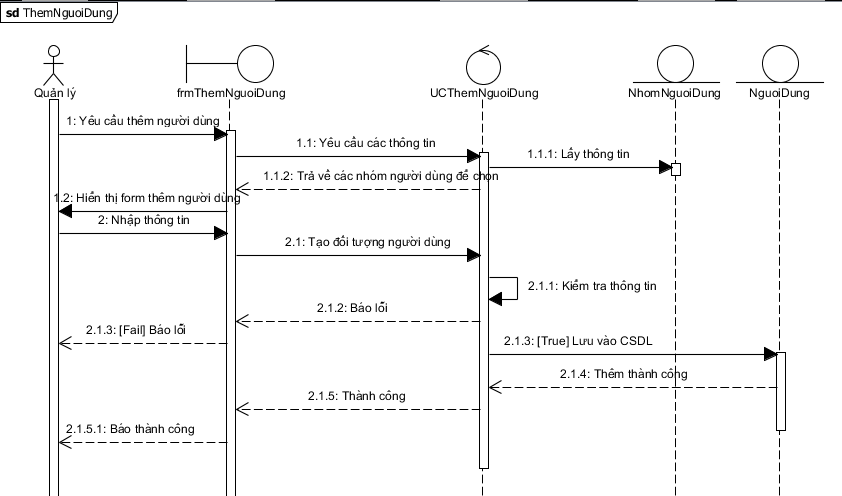 sd ThemNguoiDung
Quản lý
frmThemNguoiDung
UCThemNguoiDung
NhomNguoiDung
NguoiDung
1: Yêu cầu thêm người dùng
1.1: Yêu cầu các thông tin
1.1.1: Lấy thông tin
1.1.2: Trả về các nhóm người dùng để chọn
1.2: Hiển thị form thêm người dùng
2: Nhập thông tin
2.1: Tạo đối tượng người dùng
2.1.1: Kiểm tra thông tin
2.1.2: Báo lỗi
2.1.3: [Fail] Báo lỗi
2.1.3: [True] Lưu vào CSDL
2.1.4: Thêm thành công
2.1.5: Thành công
2.1.5.1: Báo thành công